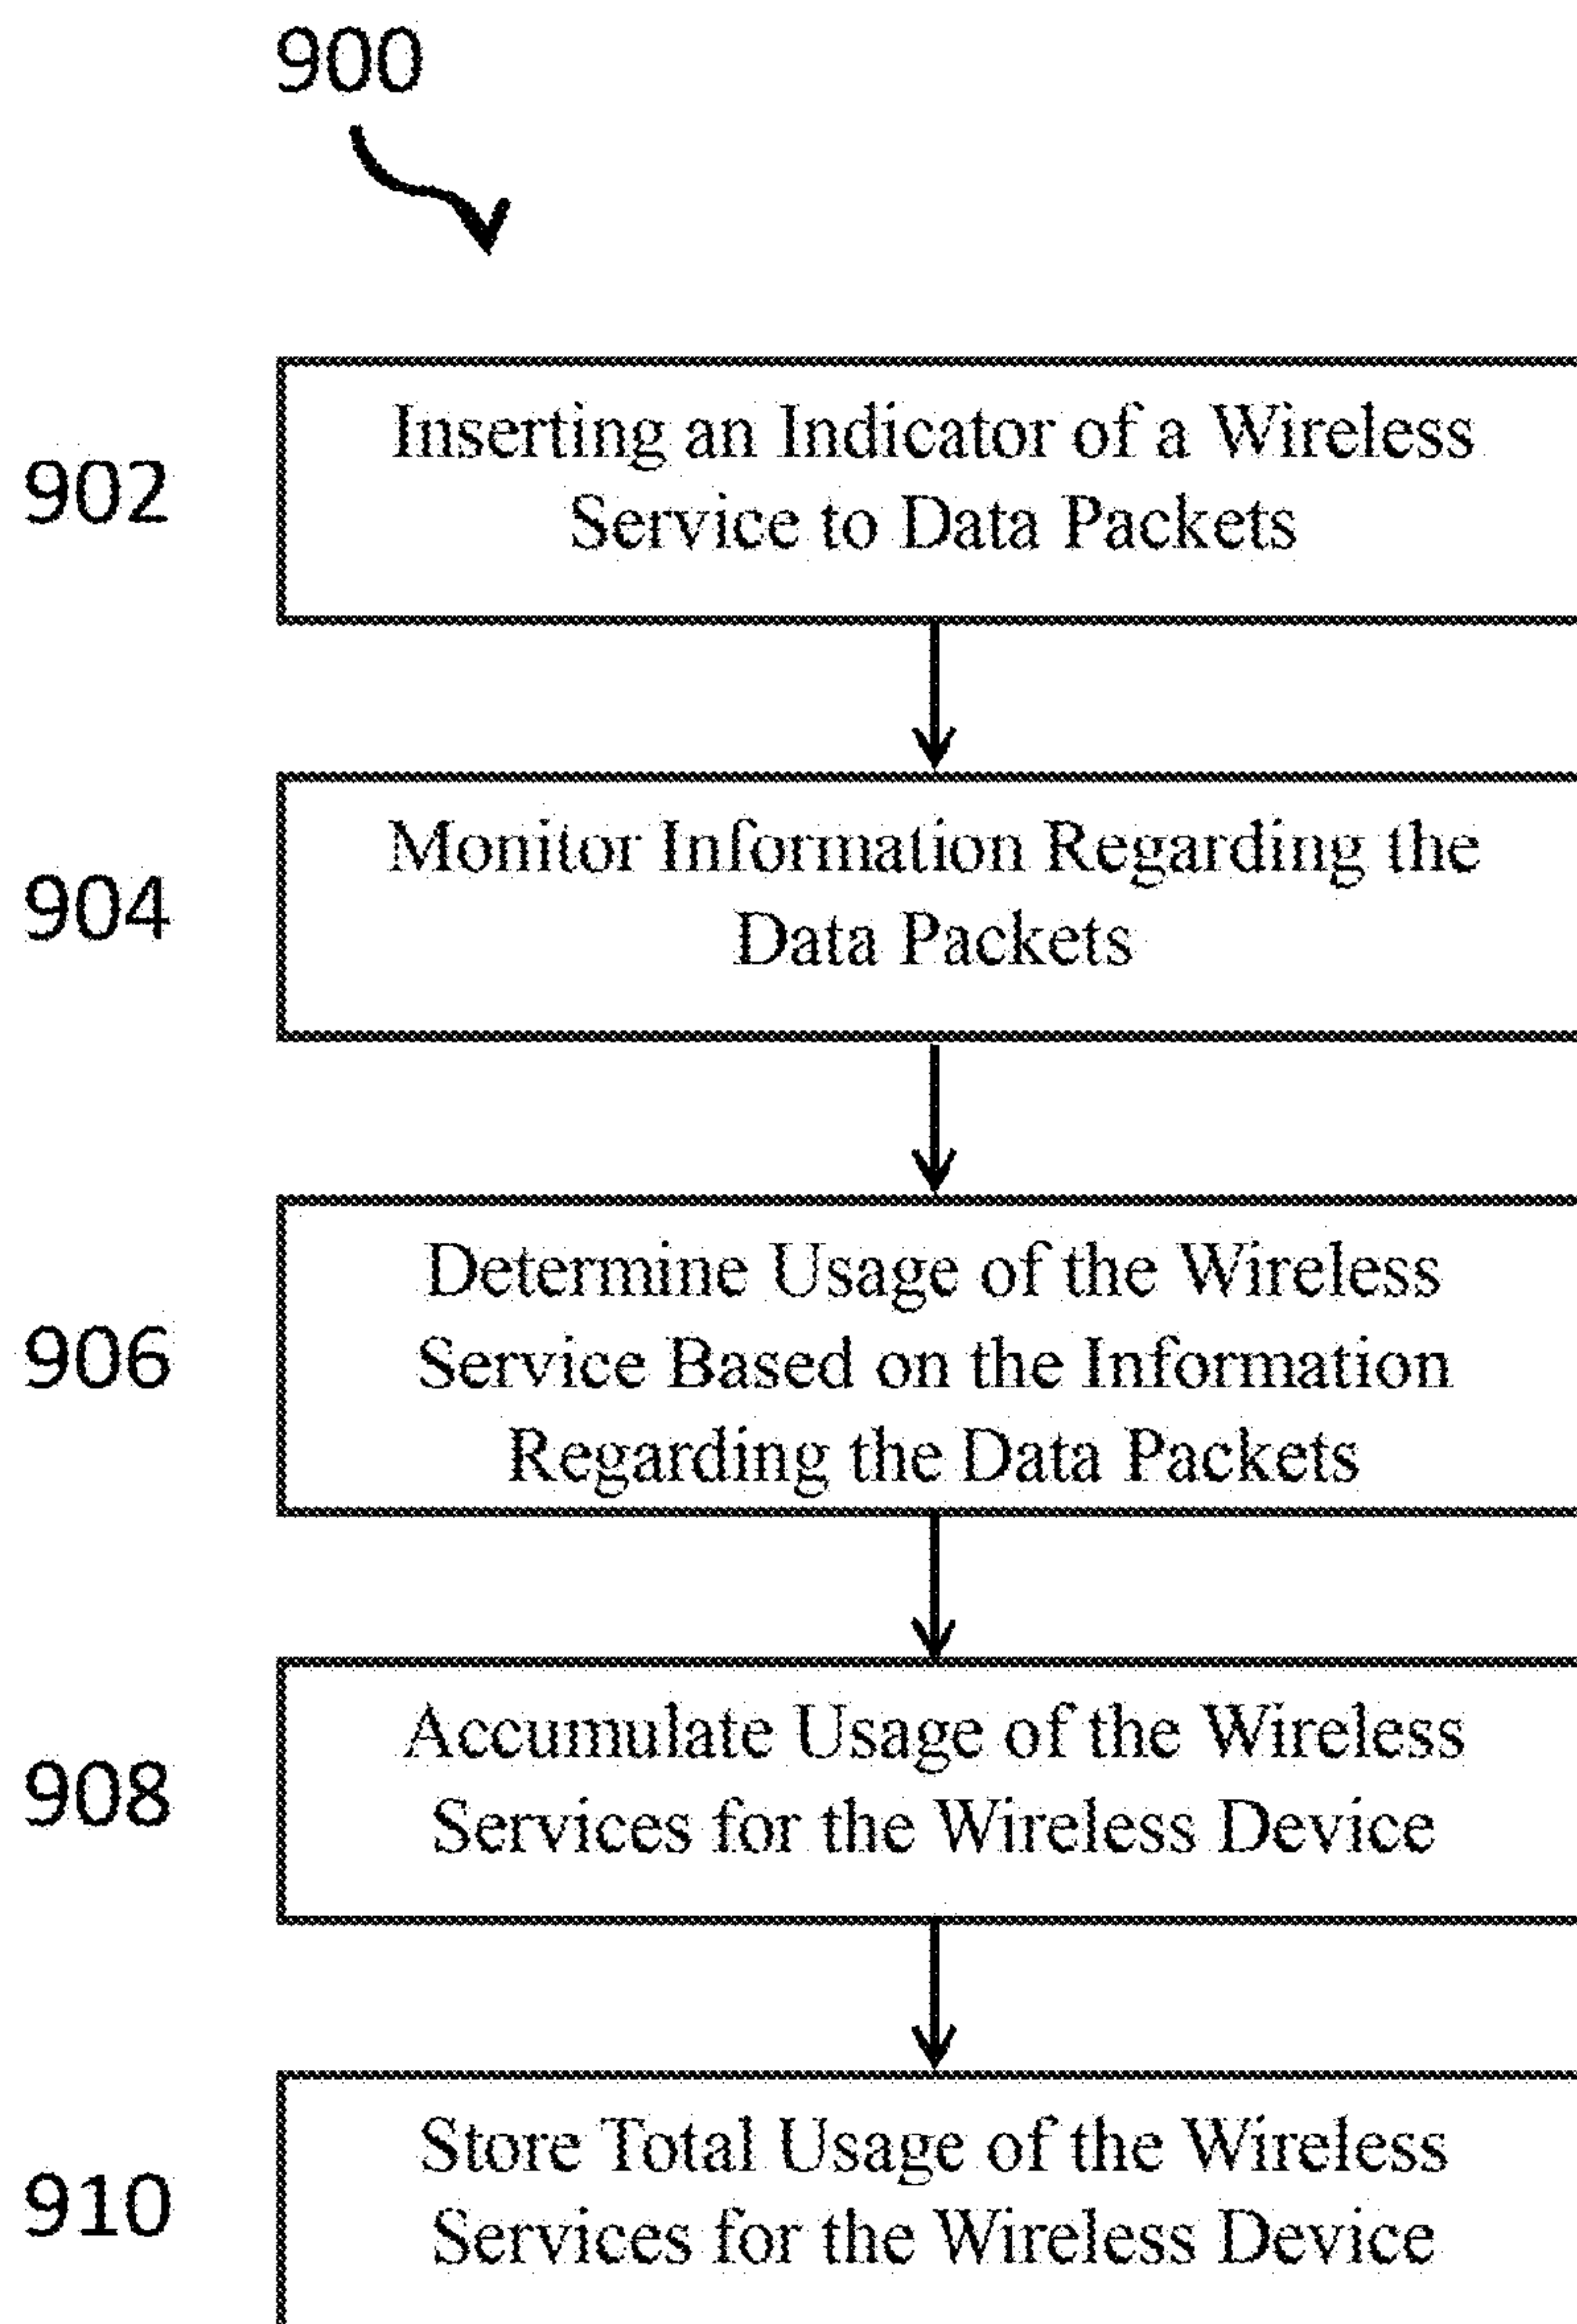 900
902
Inserting an Indicator of a Wireless
Service to Data Packets
904
Monitor Information Regarding the
Data Packets
906
Determine Usage of the Wireless
Service Based on the Information
Regarding the Data Packets
908
Accumulate Usage of the Wireless
Services for the Wireless Device
910
Store Total Usage of the Wireless
Services for the Wireless Device